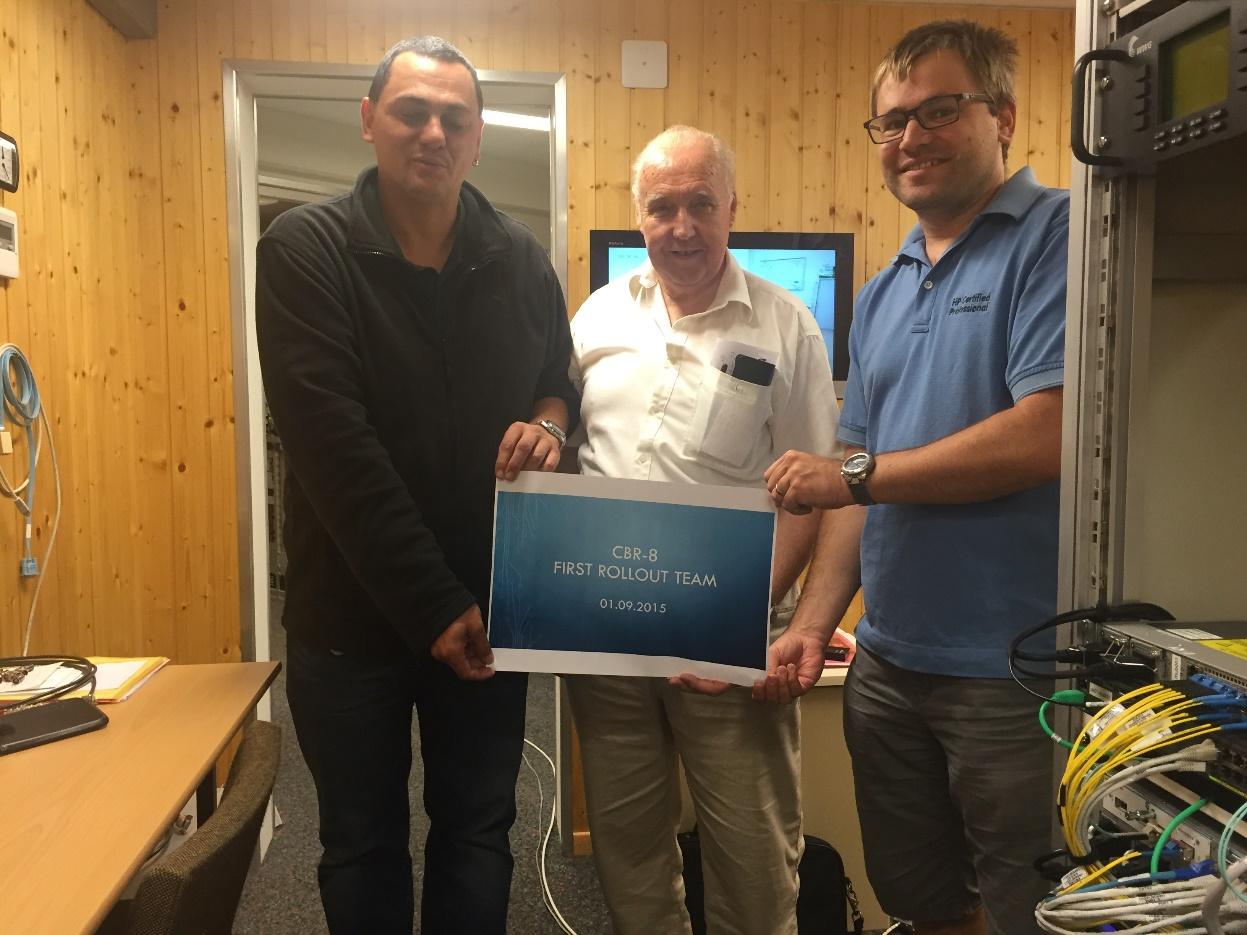 HP Certified
Professional
CBR-8
FIRST ROLLOUT TEAM
01.09.2015